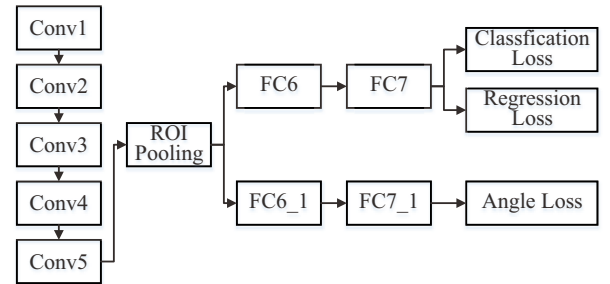 Conv1
Conv2
Conv3
Conv4
Conv5
ROI
Pooling
FC6
FC7
Classfication
Loss
Regression
Loss
FC6_1
FC7_1
Angle Loss